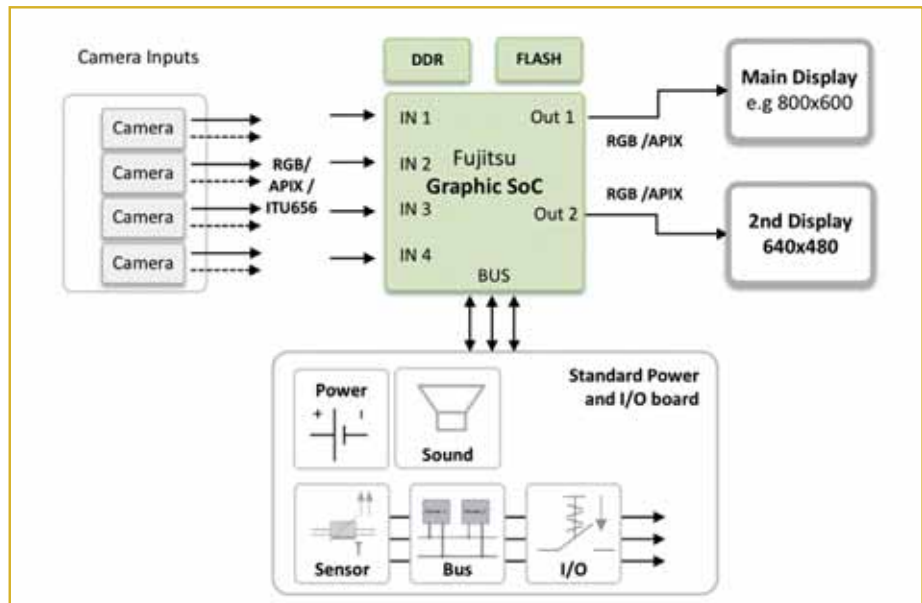 Camera Inputs
DDR
FLASH
Main Display
e.g 800x600
Camera
Camera
Camera
Camera
RGB/
APIX /
ITU656
IN 1
IN 2
IN 3
IN 4
Fujitsu
Graphic SoC
Out 1
Out 2
BUS
RGB /APIX
RGB /APIX
2nd Display
640x480
Standard Power
and I/O board
Power
+
Sound
Sensor
T
Bus
I/O